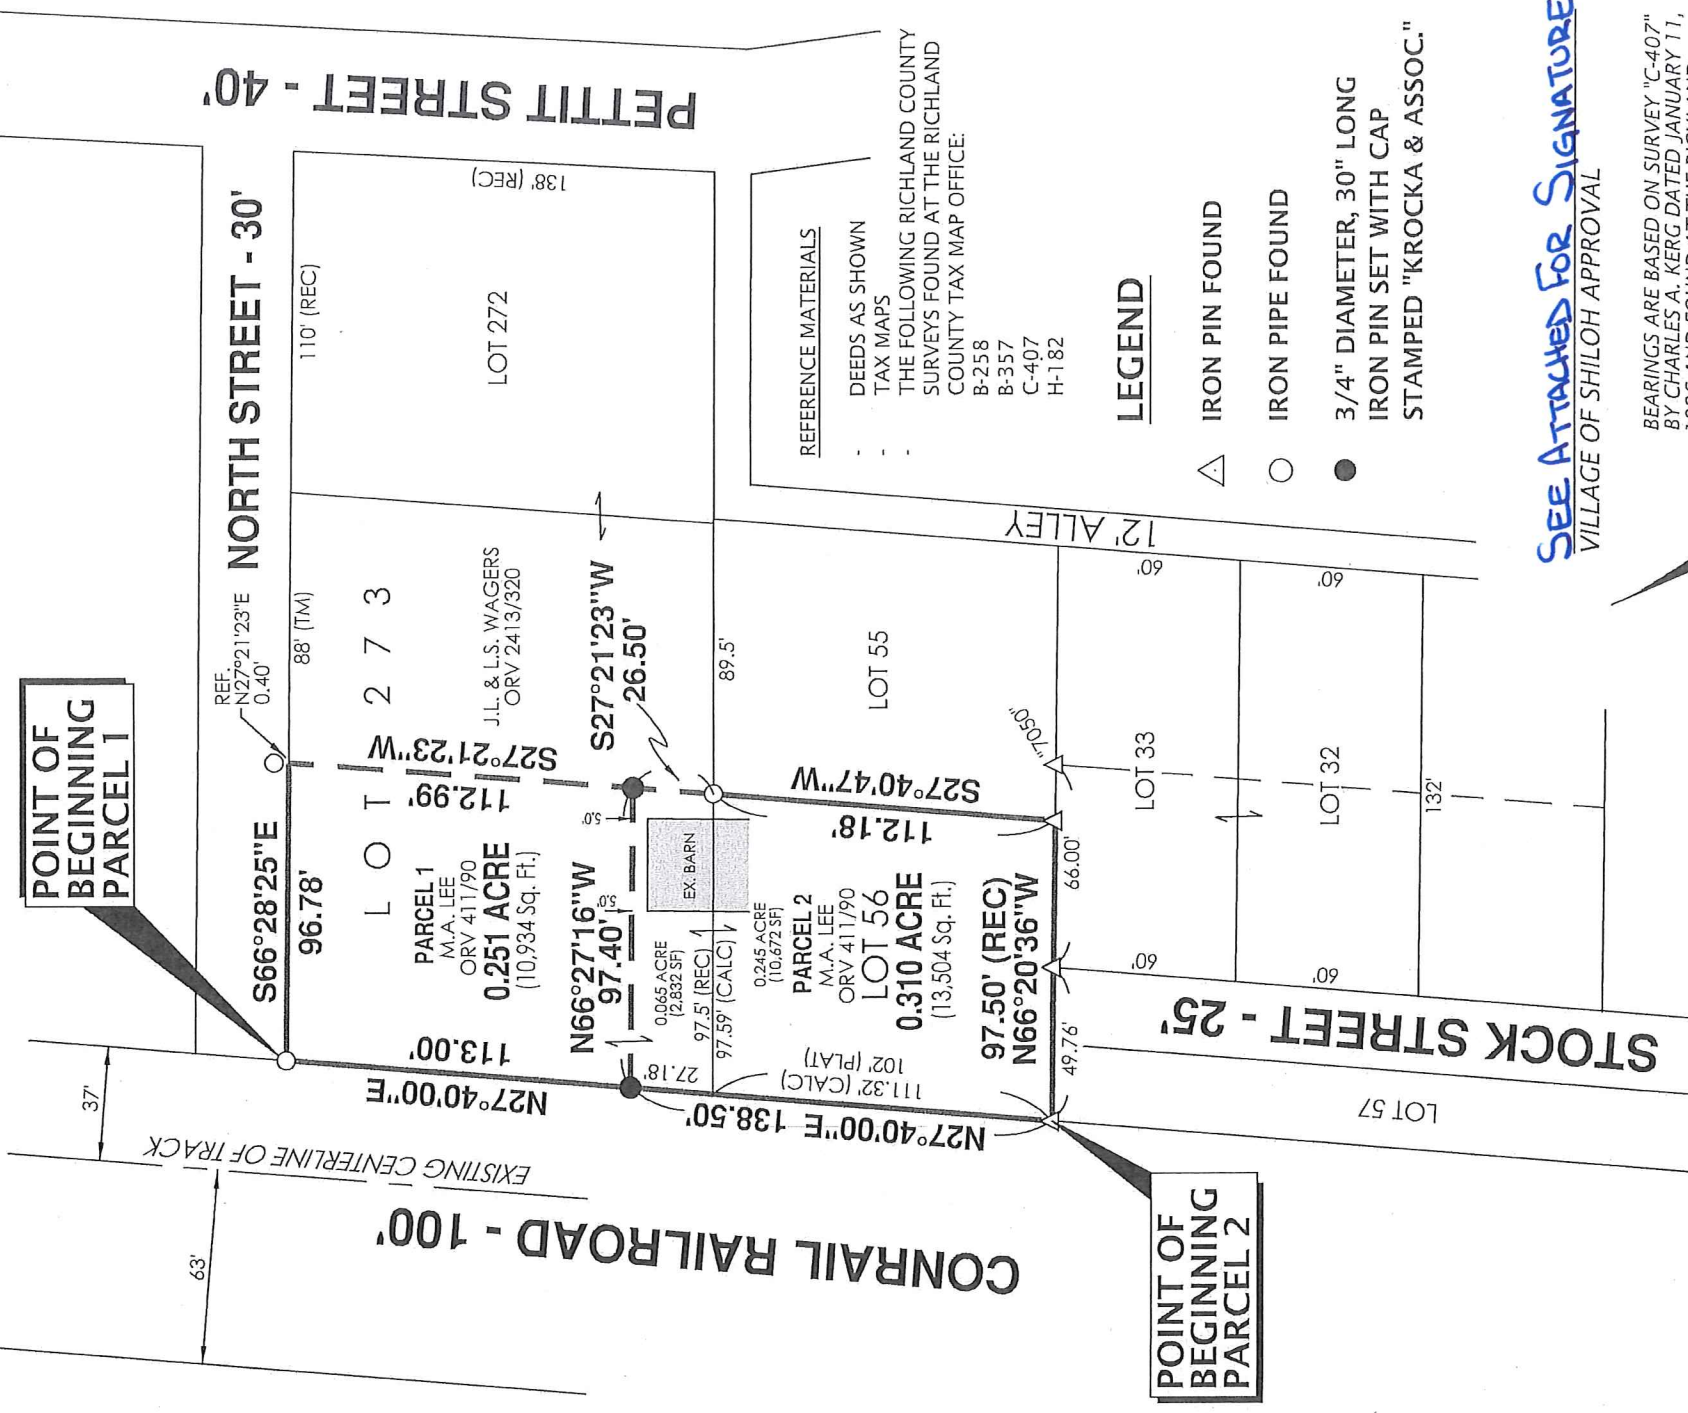 PETTIT STREET - 40'
NORTH STREET - 30'
138' (REC)
110' (REC)
LOT 272
REF.
N27°21'23"E
0.40'
88' (TM)
POINT OF
BEGINNING
PARCEL 1
S66°28'25"E
96.78'
LOT 273
J.L. & L.S. WAGERS
ORV 2413/320
S27°21'23"W
112.99'
S27°21'23"W
26.50'
PARCEL 1
M.A. LEE
ORV 411/90
0.251 ACRE
(10,934 Sq. Ft.)
N27°40'00"E
113.00'
N66°27'16"W
97.40'
5.0'
5.0'
EX. BARN
0.065 ACRE
(2,832 SF)
97.5' (REC)
97.59' (CALC)
27.18'
89.5'
LOT 55
S27°40'47"W
112.18'
0.245 ACRE
(10,672 SF)
PARCEL 2
M.A. LEE
ORV 411/90
LOT 56
0.310 ACRE
(13,504 Sq. Ft.)
111.32' (CALC)
102' (PLAT)
N27°40'00"E 138.50'
97.50' (REC)
N66°20'36"W
66.00'
49.76'
"7050"
12' ALLEY
60'
60'
LOT 33
LOT 32
132'
60'
60'
STOCK STREET - 25'
LOT 57
37'
63'
EXISTING CENTERLINE OF TRACK
CONRAIL RAILROAD - 100'
POINT OF
BEGINNING
PARCEL 2
REFERENCE MATERIALS
- DEEDS AS SHOWN
- TAX MAPS
- THE FOLLOWING RICHLAND COUNTY
SURVEYS FOUND AT THE RICHLAND
COUNTY TAX MAP OFFICE:
B-258
B-357
C-407
H-182
LEGEND
IRON PIN FOUND
IRON PIPE FOUND
3/4" DIAMETER, 30" LONG
IRON PIN SET WITH CAP
STAMPED "KROCKA & ASSOC."
SEE ATTACHED FOR SIGNATURE
VILLAGE OF SHILOH APPROVAL
BEARINGS ARE BASED ON SURVEY "C-407"
BY CHARLES A. KERG DATED JANUARY 11,